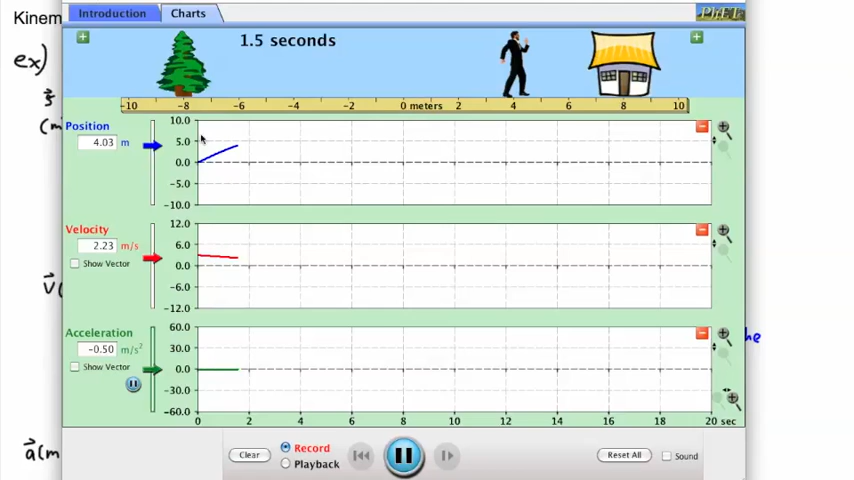 Introduction
Charts
PhET
Kinem
ex)
1.5 seconds
-10 -8 -6 -4 -2 0 meters 2 4 6 8 10
(m
Position
4.03 m
10.0
5.0
0.0
-5.0
-10.0
Velocity
2.23 m/s
Show Vector
12.0
6.0
0.0
-6.0
-12.0
v(
Acceleration
-0.50 m/s²
Show Vector
60.0
30.0
0.0
-30.0
-60.0
he
0 2 4 6 8 10 12 14 16 18 20 sec
a(m
Clear
Record
Playback
Reset All
Sound